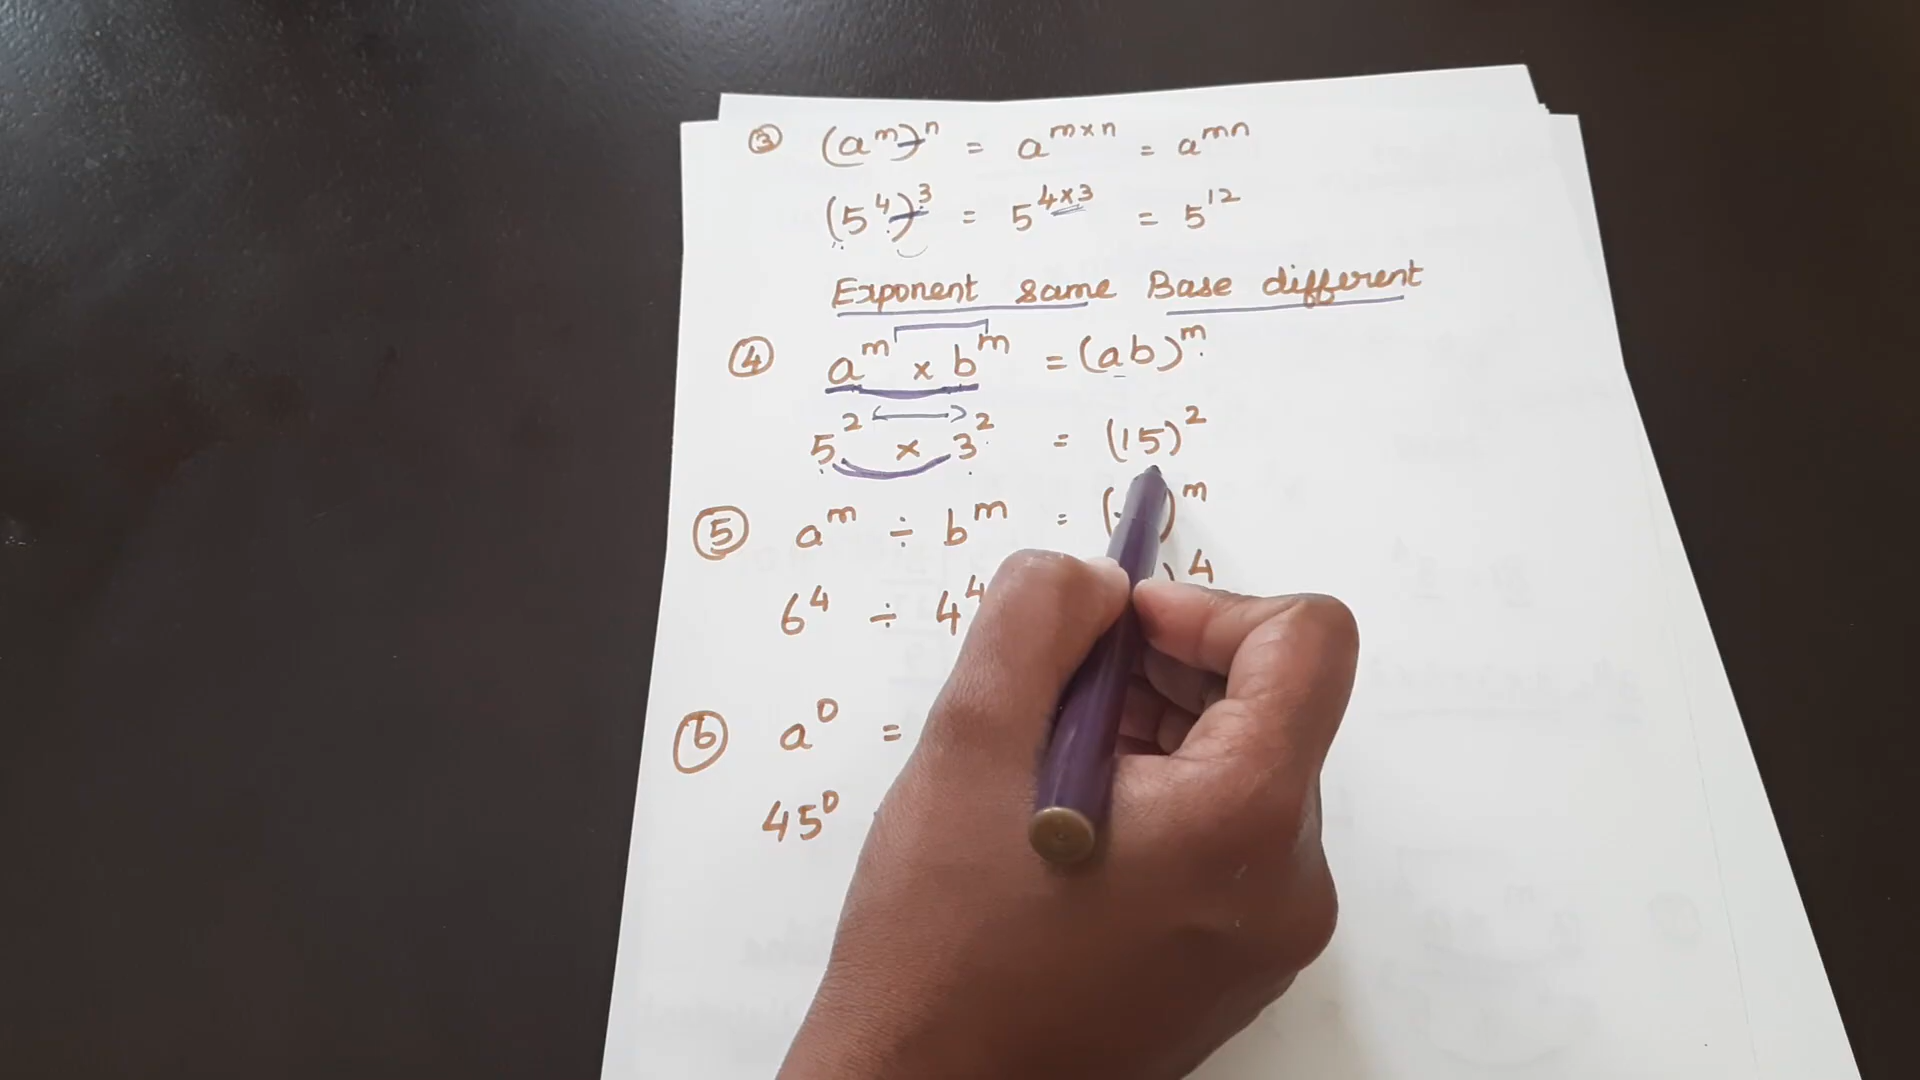 ③ (a^m)^n = a^m×n = a^mn
(5^4)^3 = 5^4×3 = 5^12
Exponent same Base different
④ a^m × b^m = (ab)^m
5^2 × 3^2 = (15)^2
⑤ a^m ÷ b^m = ( )^m
6^4 ÷ 4^4 )^4
⑥ a^0 =
45^0